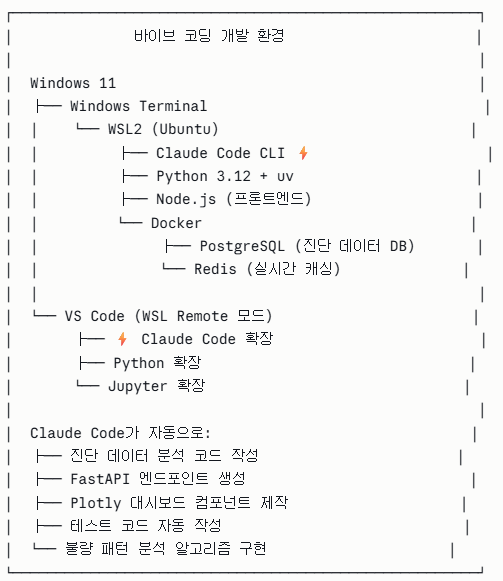 바이브 코딩 개발 환경
Windows 11
├── Windows Terminal
│ └── WSL2 (Ubuntu)
│ ├── Claude Code CLI ⚡
│ ├── Python 3.12 + uv
│ ├── Node.js (프론트엔드)
│ └── Docker
│ ├── PostgreSQL (진단 데이터 DB)
│ └── Redis (실시간 캐싱)
│
└── VS Code (WSL Remote 모드)
├── ⚡ Claude Code 확장
├── Python 확장
└── Jupyter 확장
Claude Code가 자동으로:
├── 진단 데이터 분석 코드 작성
├── FastAPI 엔드포인트 생성
├── Plotly 대시보드 컴포넌트 제작
├── 테스트 코드 자동 작성
└── 불량 패턴 분석 알고리즘 구현